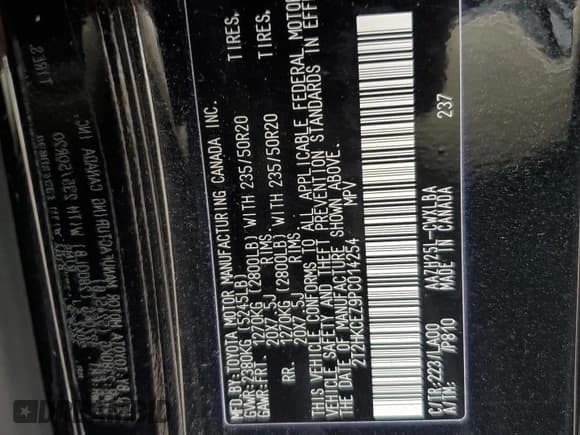 MFD.BY:TOYOTA MOTOR MANUFACTURING CANADA INC.
GVWR:2380KG (5245LB)
GAWR:FRT. 1270KG (2800LB) WITH 235/50R20 TIRES.
20X7.5J RIMS
RR. 1270KG (2800LB) WITH 235/50R20 TIRES.
20X7.5J RIMS
THIS VEHICLE CONFORMS TO ALL APPLICABLE FEDERAL MOTOR
VEHICLE SAFETY AND THEFT PREVENTION STANDARDS IN EFF
THE DATE OF MANUFACTURE SHOWN ABOVE.
2T2HKCEZ9PC014254 MPV
AAZH25L-CWXLBA
C/TR:223/LA00 MADE IN CANADA 237
A/TM: /P810